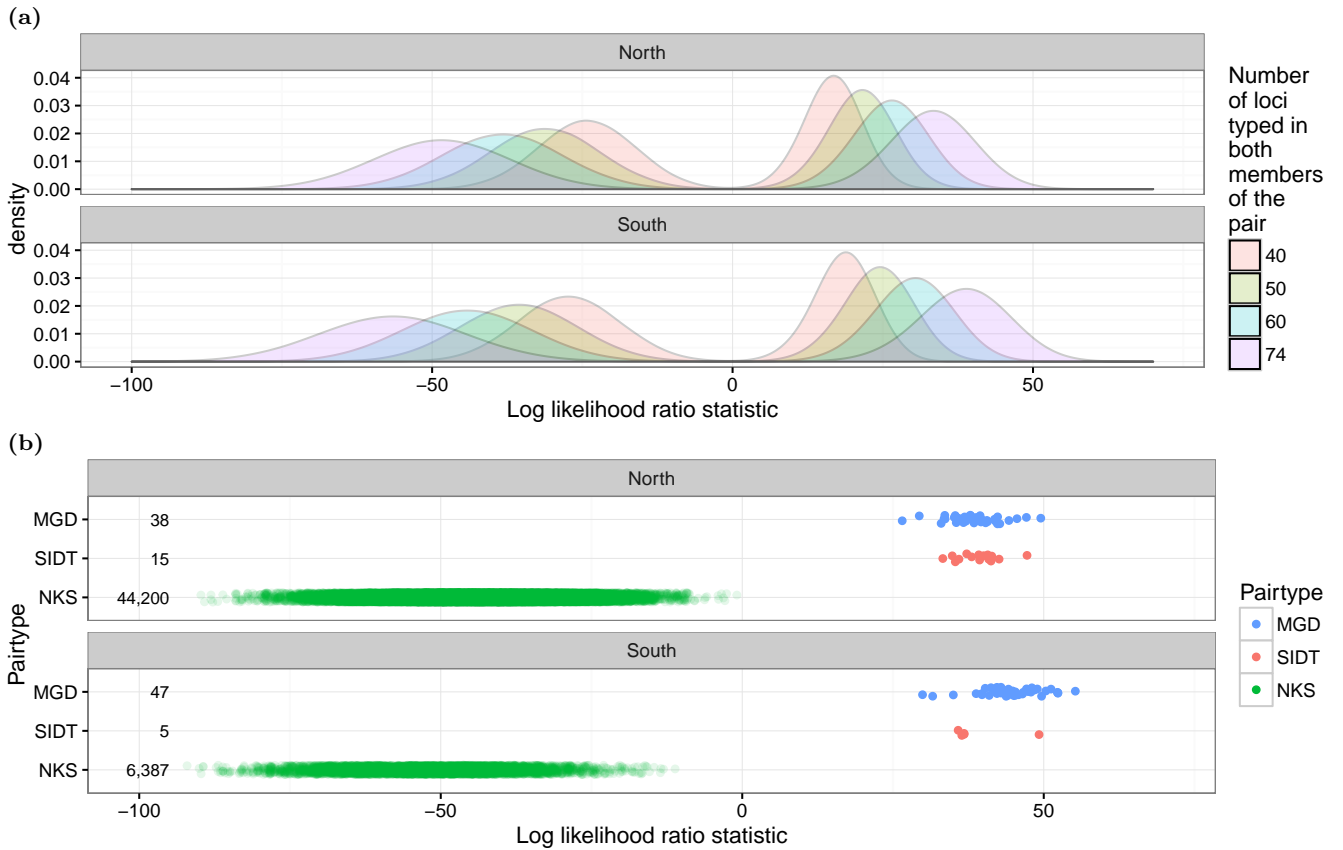 (a)
North
0.04
0.03
0.02
0.01
0.00
South
0.04
0.03
0.02
0.01
0.00
density
−100
−50
0
50
Log likelihood ratio statistic
Number
of loci
typed in
both
members
of the
pair
40
50
60
74
(b)
North
MGD
38
SIDT
15
NKS
44,200
South
MGD
47
SIDT
5
NKS
6,387
Pairtype
−100
−50
0
50
Log likelihood ratio statistic
Pairtype
MGD
SIDT
NKS